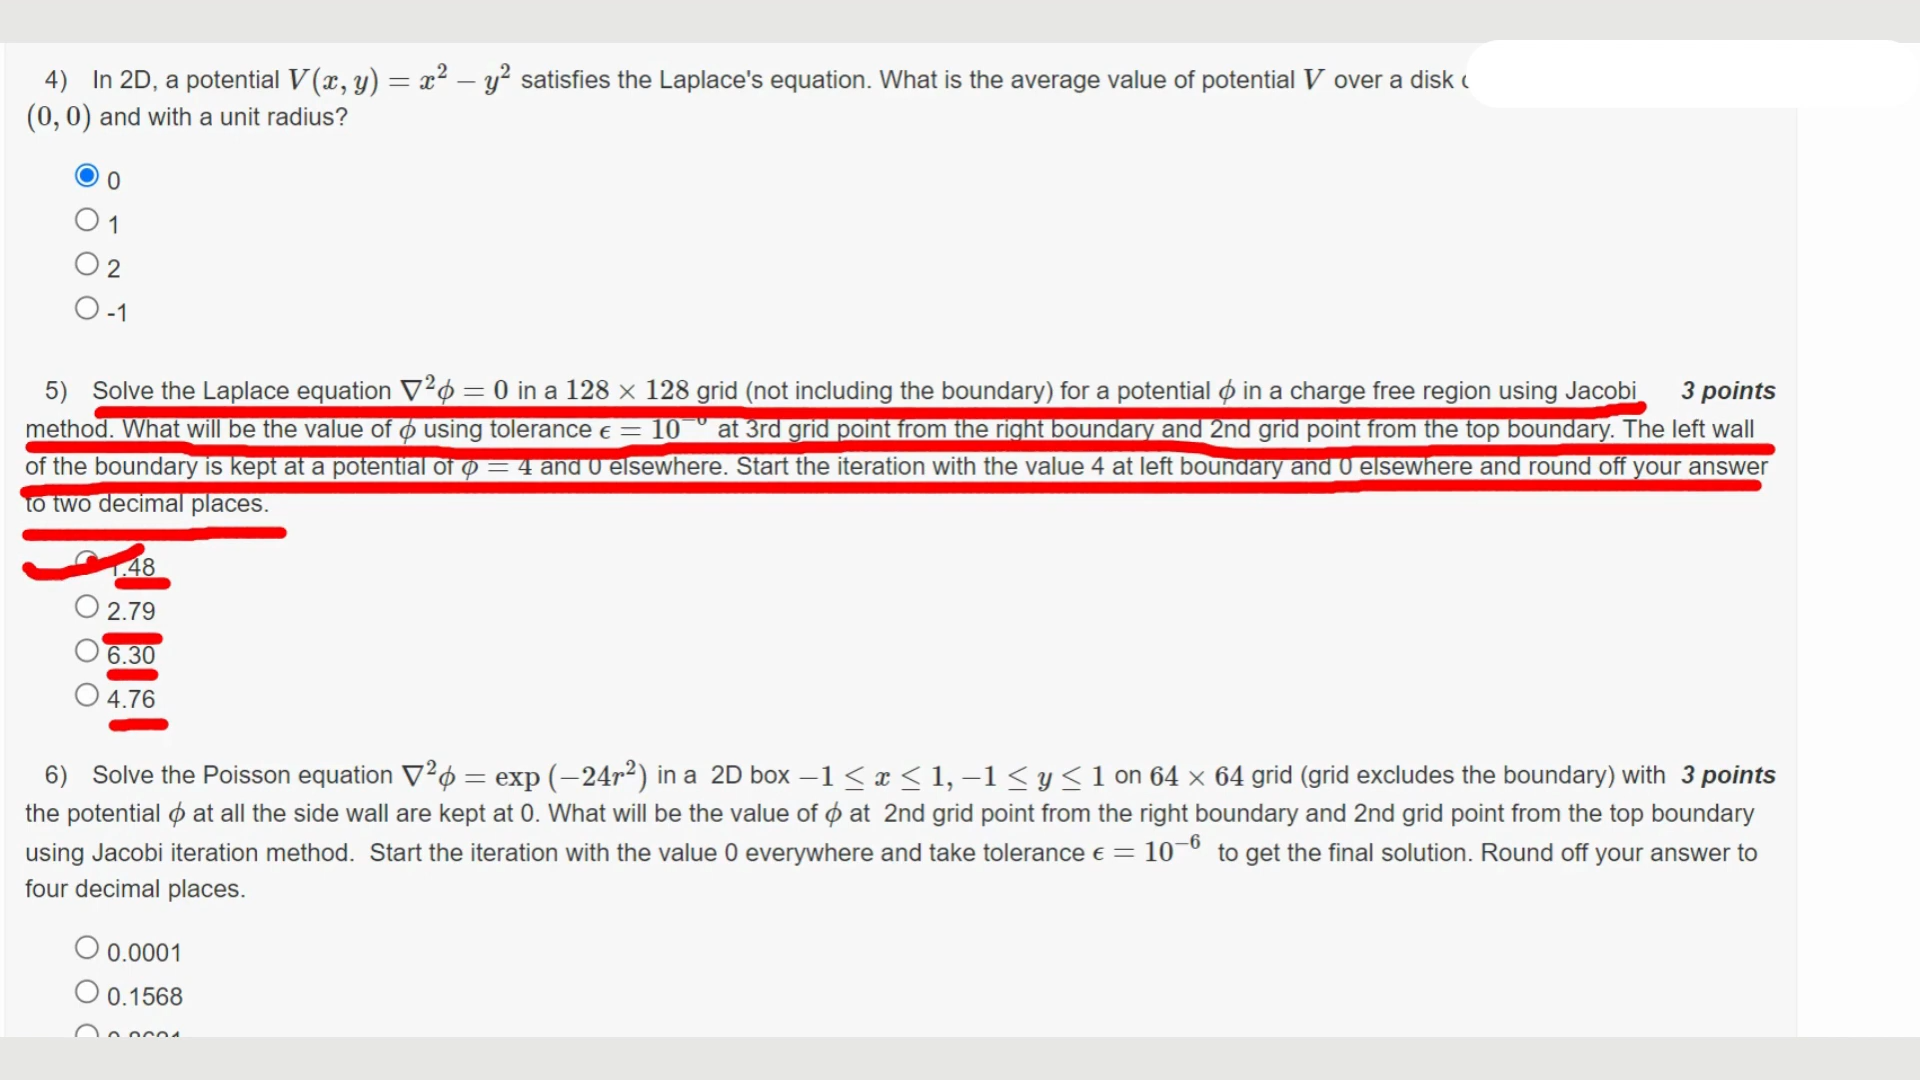 4) In 2D, a potential V(x, y) = x² − y² satisfies the Laplace's equation. What is the average value of potential V over a disk
(0, 0) and with a unit radius?
0
1
2
-1
5) Solve the Laplace equation ∇²ϕ = 0 in a 128 × 128 grid (not including the boundary) for a potential ϕ in a charge free region using Jacobi 3 points
method. What will be the value of ϕ using tolerance ϵ = 10 at 3rd grid point from the right boundary and 2nd grid point from the top boundary. The left wall
of the boundary is kept at a potential of ϕ = 4 and 0 elsewhere. Start the iteration with the value 4 at left boundary and 0 elsewhere and round off your answer
to two decimal places.
1.48
2.79
6.30
4.76
6) Solve the Poisson equation ∇²ϕ = exp (−24r²) in a 2D box −1 ≤ x ≤ 1, −1 ≤ y ≤ 1 on 64 × 64 grid (grid excludes the boundary) with 3 points
the potential ϕ at all the side wall are kept at 0. What will be the value of ϕ at 2nd grid point from the right boundary and 2nd grid point from the top boundary
using Jacobi iteration method. Start the iteration with the value 0 everywhere and take tolerance ϵ = 10⁻⁶ to get the final solution. Round off your answer to
four decimal places.
0.0001
0.1568